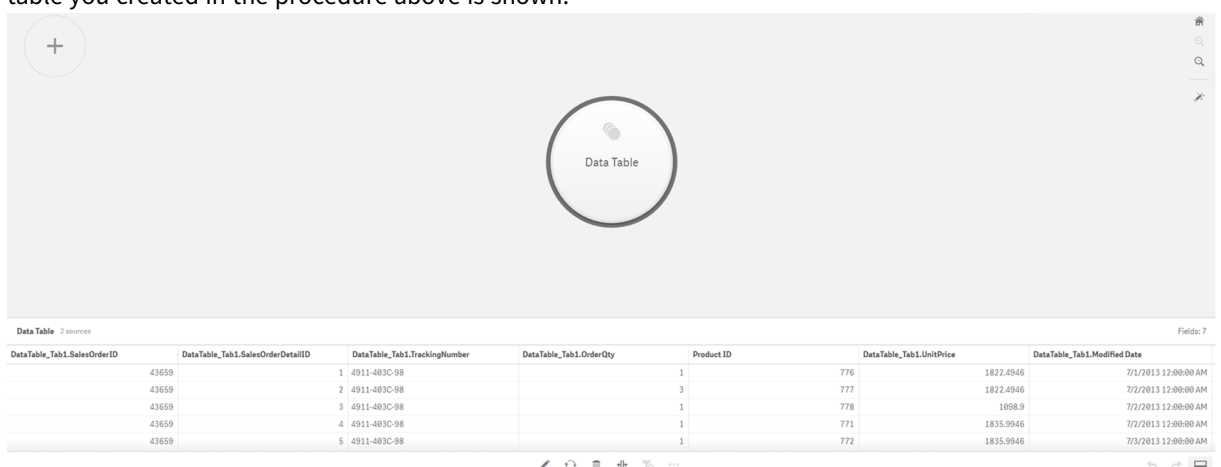 table you created in the procedure above is shown.
Data Table
Data Table 2 sources Fields: 7
DataTable_Tab1.SalesOrderID DataTable_Tab1.SalesOrderDetailID DataTable_Tab1.TrackingNumber DataTable_Tab1.OrderQty Product ID DataTable_Tab1.UnitPrice DataTable_Tab1.Modified Date
43659 1 4911-403C-98 1 776 1822.4946 7/1/2013 12:00:00 AM
43659 2 4911-403C-98 3 777 1822.4946 7/2/2013 12:00:00 AM
43659 3 4911-403C-98 1 778 1098.9 7/2/2013 12:00:00 AM
43659 4 4911-403C-98 1 771 1835.9946 7/2/2013 12:00:00 AM
43659 5 4911-403C-98 1 772 1835.9946 7/3/2013 12:00:00 AM